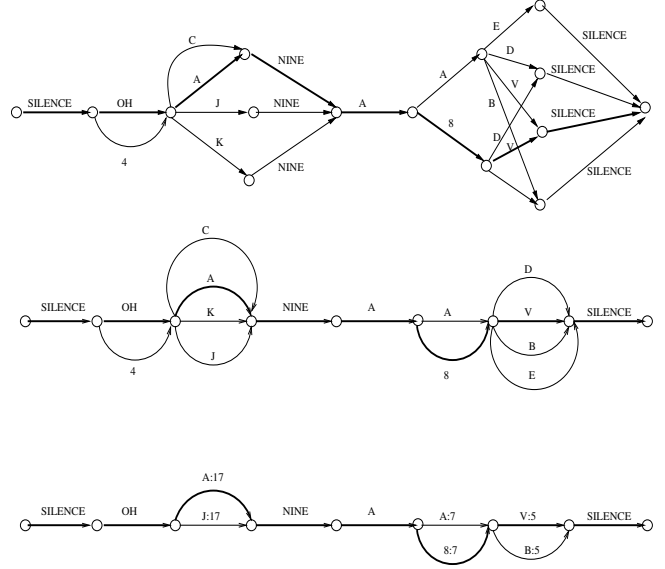 E
SILENCE
C
NINE
D
SILENCE
A
A
V
SILENCE
OH
J
NINE
A
B
SILENCE
8
D
K
V
4
NINE
SILENCE
C
D
A
SILENCE
OH
K
NINE
A
A
V
SILENCE
J
B
4
8
E
A:17
SILENCE
OH
J:17
NINE
A
A:7
V:5
SILENCE
8:7
B:5